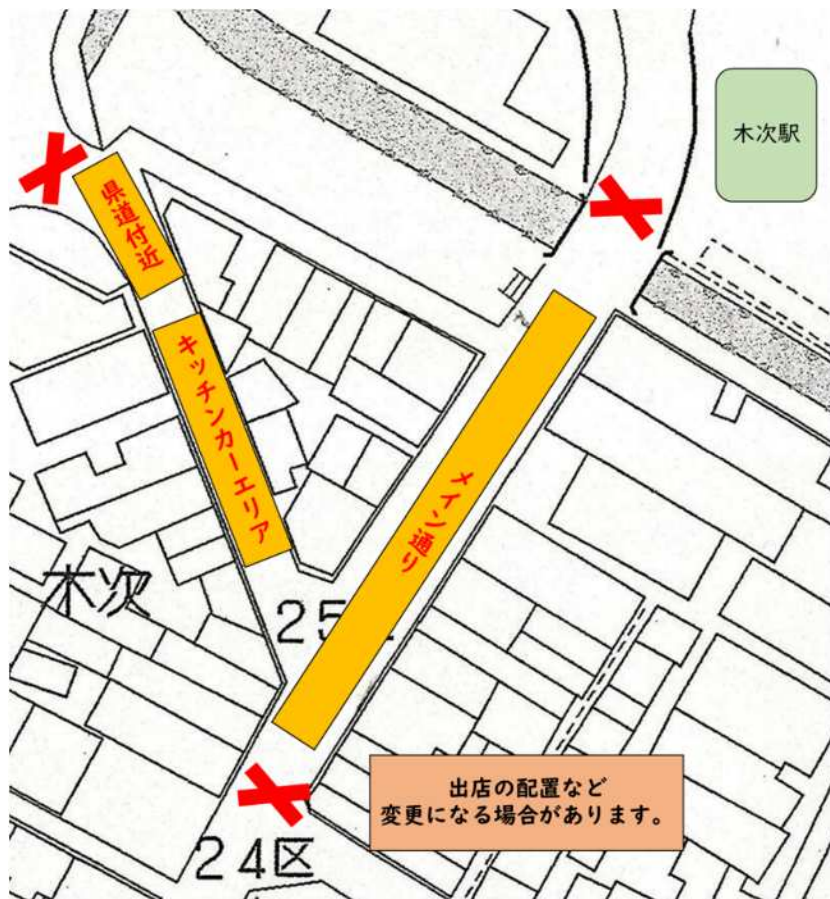 木次駅
県道付近
キッチンカーエリア
メイン通り
木次
24区
出店の配置など
変更になる場合があります。